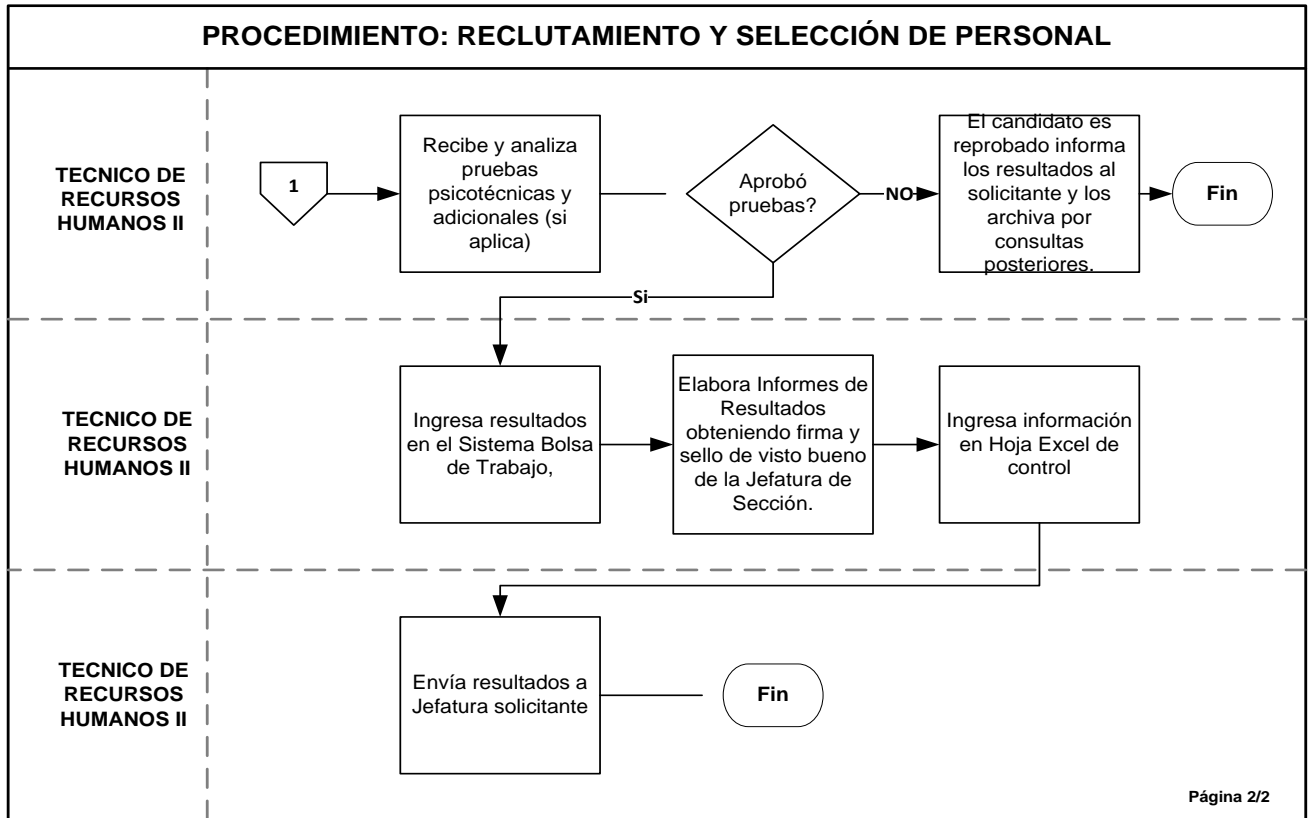 PROCEDIMIENTO: RECLUTAMIENTO Y SELECCIÓN DE PERSONAL
TECNICO DE
RECURSOS
HUMANOS II
1
Recibe y analiza
pruebas
psicotécnicas y
adicionales (si
aplica)
Aprobó
pruebas?
NO
El candidato es
reprobado informa
los resultados al
solicitante y los
archiva por
consultas
posteriores.
Fin
Si
TECNICO DE
RECURSOS
HUMANOS II
Ingresa resultados
en el Sistema Bolsa
de Trabajo,
Elabora Informes de
Resultados
obteniendo firma y
sello de visto bueno
de la Jefatura de
Sección.
Ingresa información
en Hoja Excel de
control
TECNICO DE
RECURSOS
HUMANOS II
Envía resultados a
Jefatura solicitante
Fin
Página 2/2